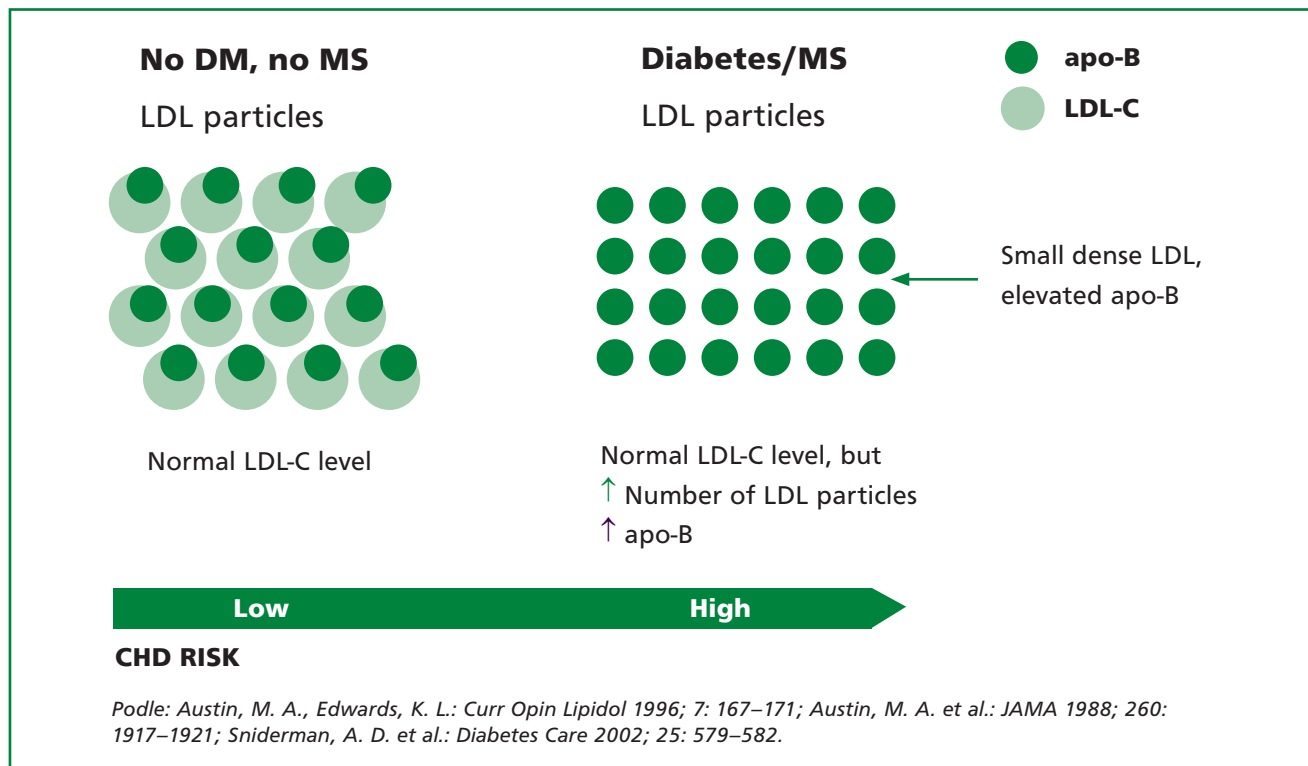 No DM, no MS
LDL particles
Diabetes/MS
LDL particles
apo-B
LDL-C
Small dense LDL,
elevated apo-B
Normal LDL-C level
Normal LDL-C level, but
↑ Number of LDL particles
↑ apo-B
Low
High
CHD RISK
Podle: Austin, M. A., Edwards, K. L.: Curr Opin Lipidol 1996; 7: 167–171; Austin, M. A. et al.: JAMA 1988; 260:
1917–1921; Sniderman, A. D. et al.: Diabetes Care 2002; 25: 579–582.